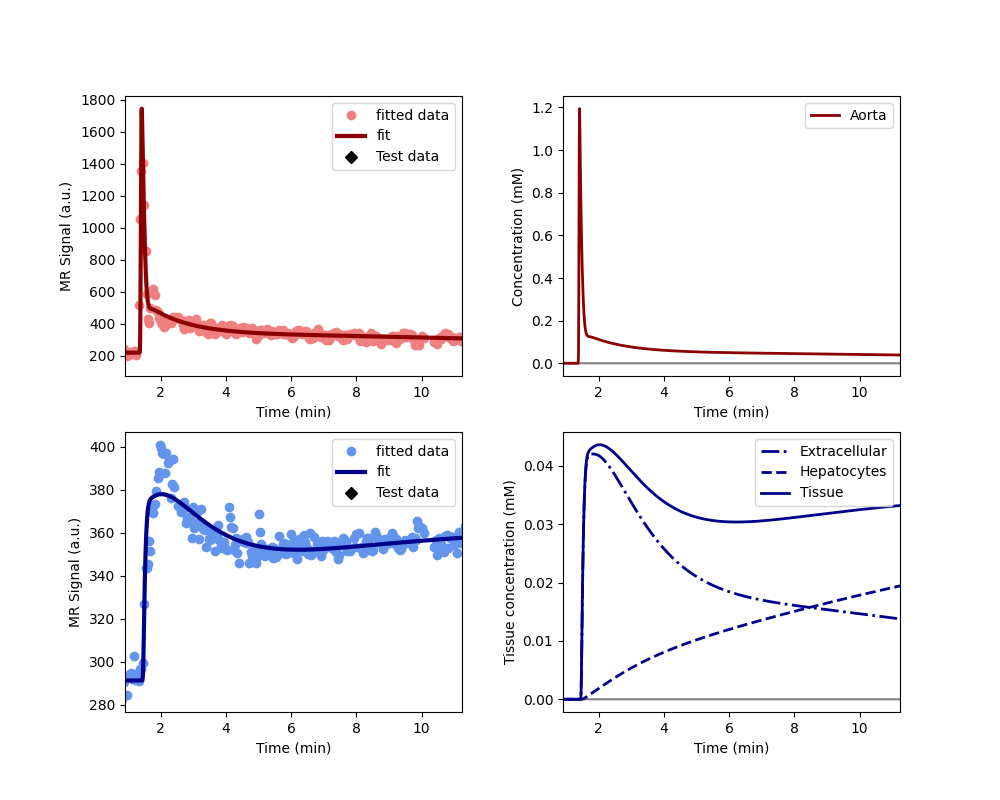 1800
1600
1400
1200
1000
800
600
400
200
MR Signal (a.u.)
fitted data
fit
Test data
2 4 6 8 10
Time (min)
1.2
1.0
0.8
0.6
0.4
0.2
0.0
Concentration (mM)
Aorta
2 4 6 8 10
Time (min)
400
380
360
340
320
300
280
MR Signal (a.u.)
fitted data
fit
Test data
2 4 6 8 10
Time (min)
0.04
0.03
0.02
0.01
0.00
Tissue concentration (mM)
Extracellular
Hepatocytes
Tissue
2 4 6 8 10
Time (min)